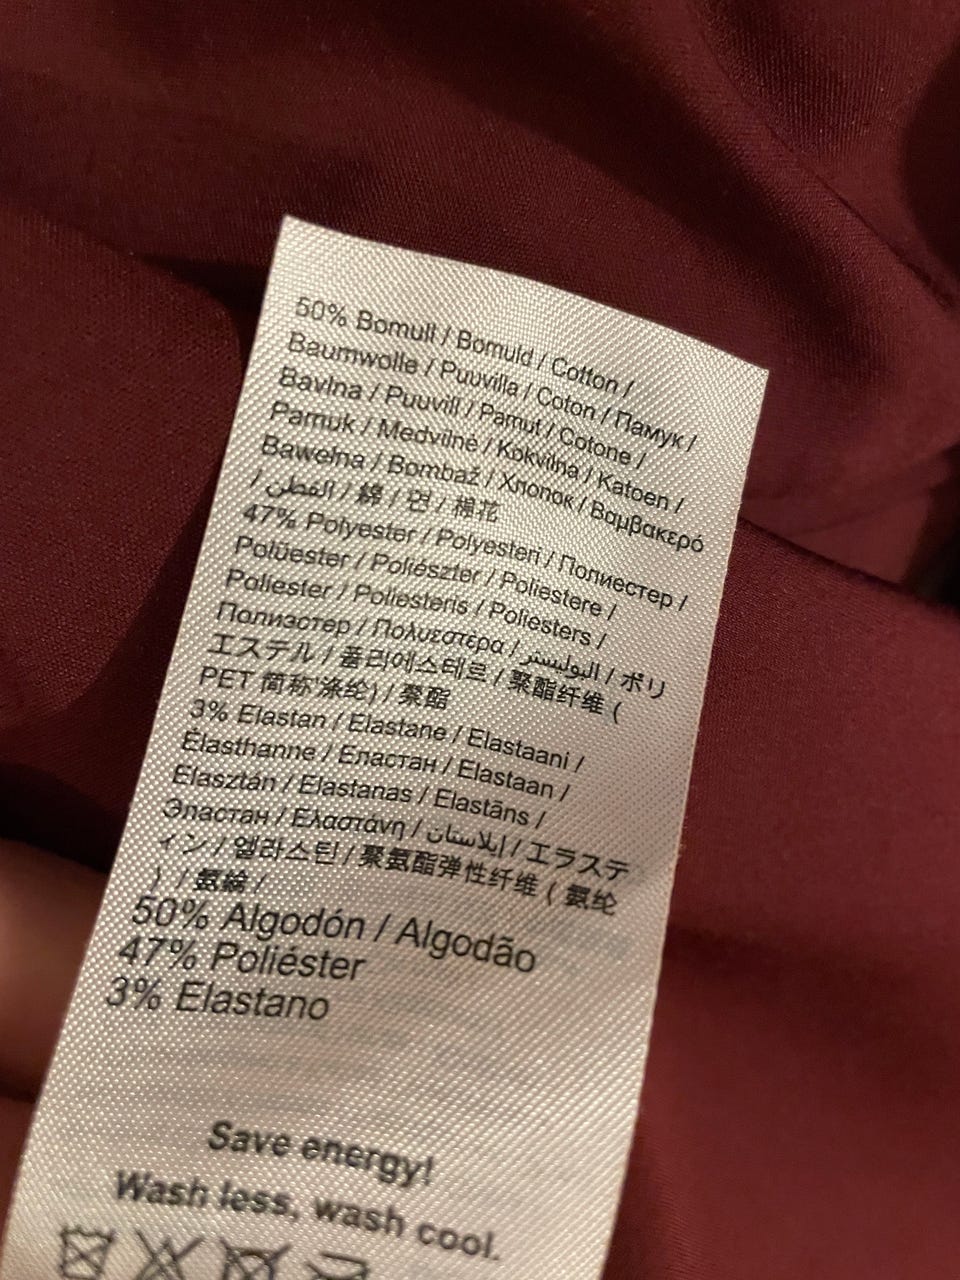 50% Bomull / Bomuld / Cotton /
Baumwolle / Puuvilla / Coton / Памук /
Bavlna / Puuvill / Pamut / Cotone /
Pamuk / Medvilnė / Kokvilna / Katoen /
Bawełna / Bombaž / Хлопок / Βαμβακερό
/ القطن / 綿 / 면 / 棉花
47% Polyester / Polyesteri / Полиестер /
Polüester / Poliészter / Poliestere /
Poliester / Poliesteris / Poliesters /
Полиэстер / Πολυεστερα / البوليستر / ポリ
エステル / 폴리에스테르 / 聚酯纤维 (
PET 简称'涤纶) / 聚酯
3% Elastan / Elastane / Elastaani /
Élasthanne / Еластан / Elastaan /
Elasztán / Elastanas / Elastāns /
Эластан / Ελαστάνη / إيلاستان / エラステ
イン / 엘라스틴 / 聚氨酯弹性纤维 ( 氨纶
) / 氨綸 /
50% Algodón / Algodão
47% Poliéster
3% Elastano
Save energy!
Wash less, wash cool.